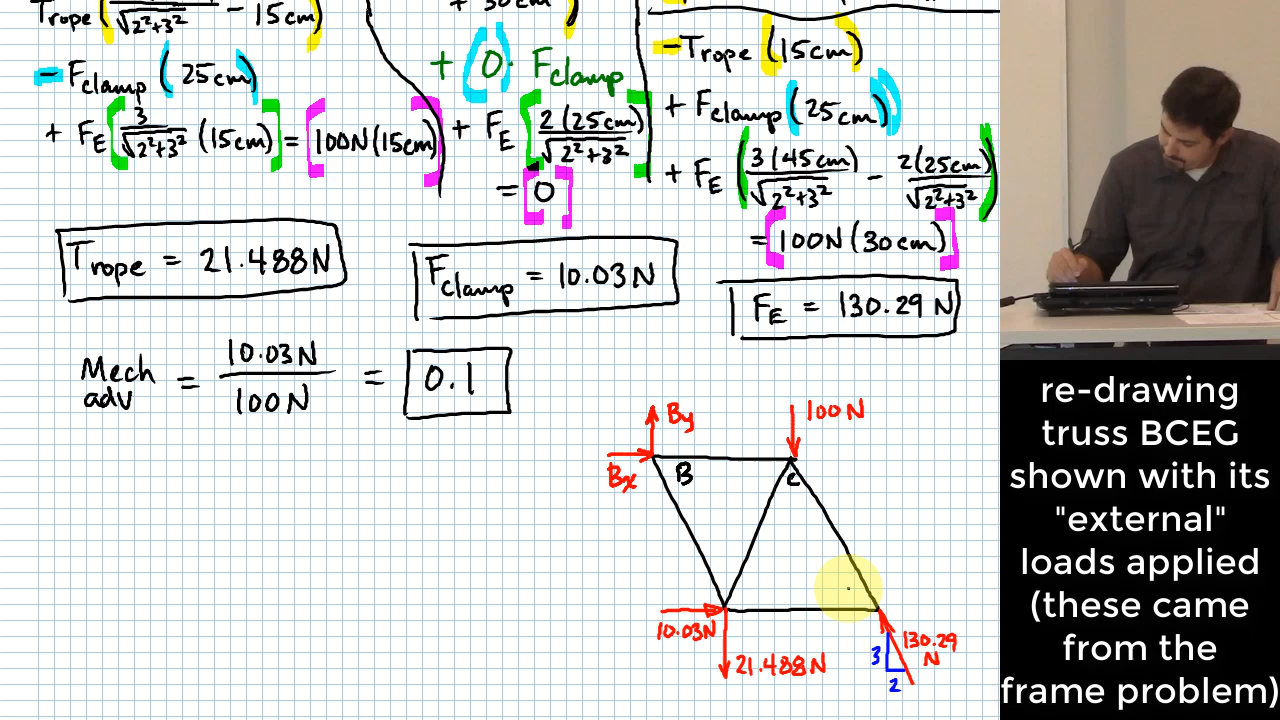 Trope ( / √2²+3² - 15cm)
- Fclamp (25cm)
+ FE [3/√2²+3² (15cm)] = [100N(15cm)]
+ 30cm )
+ (0)· Fclamp
+ FE [2(25cm)/√2²+3²]
= [0]
-Trope (15cm)
+ Fclamp (25cm)
+ FE (3(45cm)/√2²+3² - 2(25cm)/√2²+3²)
= [100N(30cm)]
Trope = 21.488N
Fclamp = 10.03N
FE = 130.29 N
Mech adv = 10.03N/100N = 0.1
By
100N
Bx
B
C
10.03N
21.488N
3
2
130.29
N
re-drawing
truss BCEG
shown with its
"external"
loads applied
(these came
from the
frame problem)